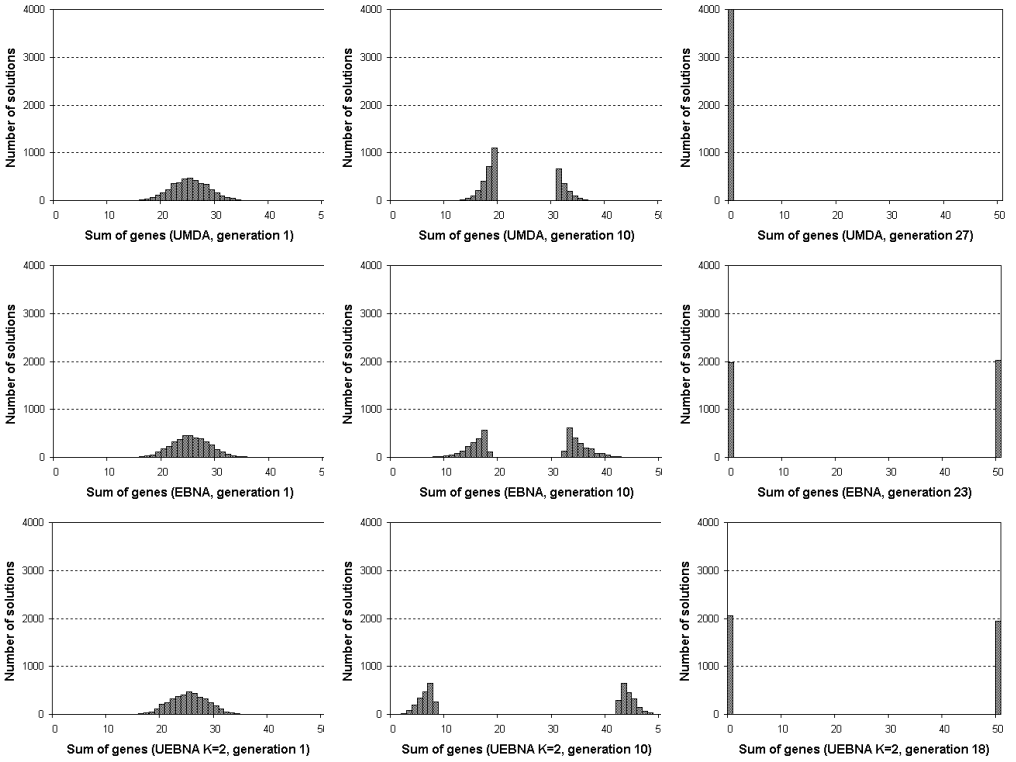 4000
3000
2000
1000
0
Number of solutions
0 10 20 30 40 5
Sum of genes (UMDA, generation 1)
4000
3000
2000
1000
0
Number of solutions
0 10 20 30 40 50
Sum of genes (UMDA, generation 10)
4000
3000
2000
1000
0
Number of solutions
0 10 20 30 40 50
Sum of genes (UMDA, generation 27)
4000
3000
2000
1000
0
Number of solutions
0 10 20 30 40 5
Sum of genes (EBNA, generation 1)
4000
3000
2000
1000
0
Number of solutions
0 10 20 30 40 50
Sum of genes (EBNA, generation 10)
4000
3000
2000
1000
0
Number of solutions
0 10 20 30 40 50
Sum of genes (EBNA, generation 23)
4000
3000
2000
1000
0
Number of solutions
0 10 20 30 40 50
Sum of genes (UEBNA K=2, generation 1)
4000
3000
2000
1000
0
Number of solutions
0 10 20 30 40 50
Sum of genes (UEBNA K=2, generation 10)
4000
3000
2000
1000
0
Number of solutions
0 10 20 30 40 50
Sum of genes (UEBNA K=2, generation 18)